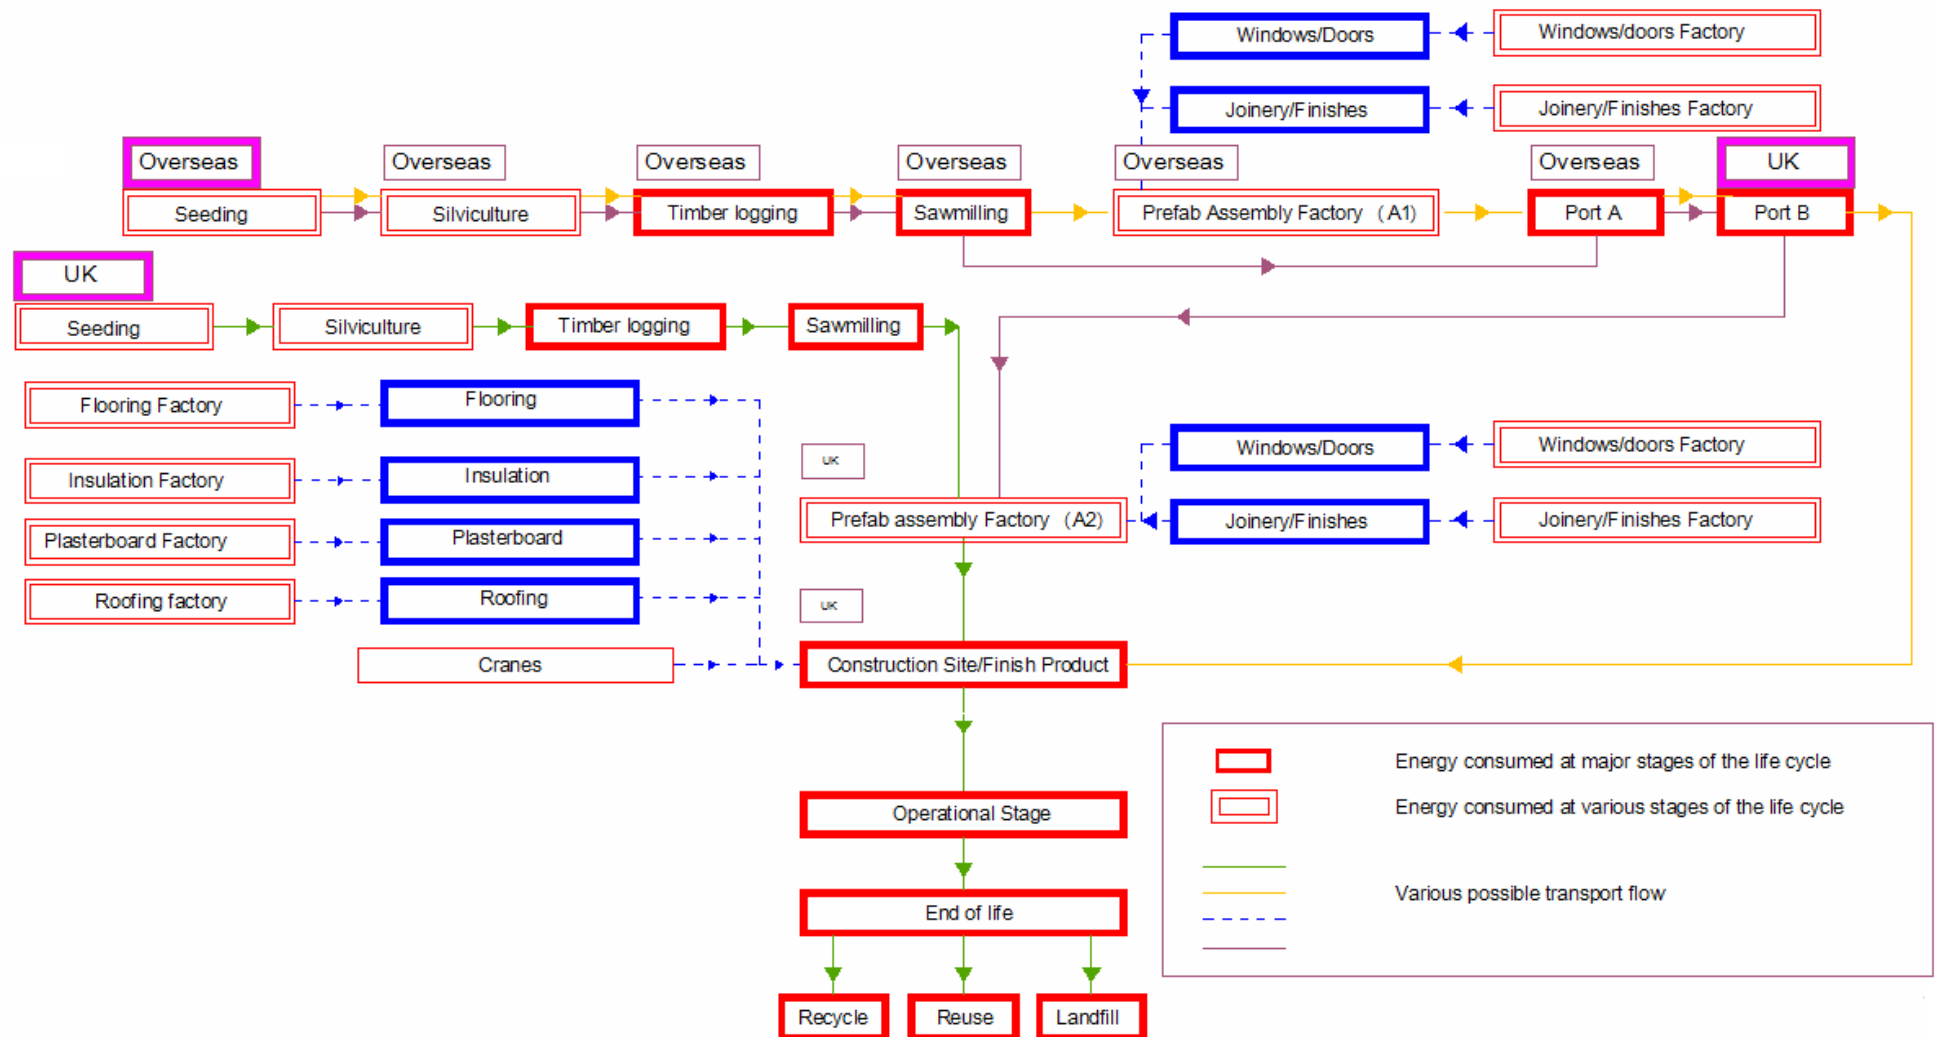 Windows/Doors
Windows/doors Factory
Joinery/Finishes
Joinery/Finishes Factory
Overseas
Overseas
Overseas
Overseas
Overseas
Overseas
UK
Seeding
Silviculture
Timber logging
Sawmilling
Prefab Assembly Factory (A1)
Port A
Port B
UK
Seeding
Silviculture
Timber logging
Sawmilling
Flooring Factory
Flooring
Insulation Factory
Insulation
UK
Windows/Doors
Windows/doors Factory
Plasterboard Factory
Plasterboard
Prefab assembly Factory (A2)
Joinery/Finishes
Joinery/Finishes Factory
Roofing factory
Roofing
UK
Cranes
Construction Site/Finish Product
Operational Stage
End of life
Recycle
Reuse
Landfill
Energy consumed at major stages of the life cycle
Energy consumed at various stages of the life cycle
Various possible transport flow